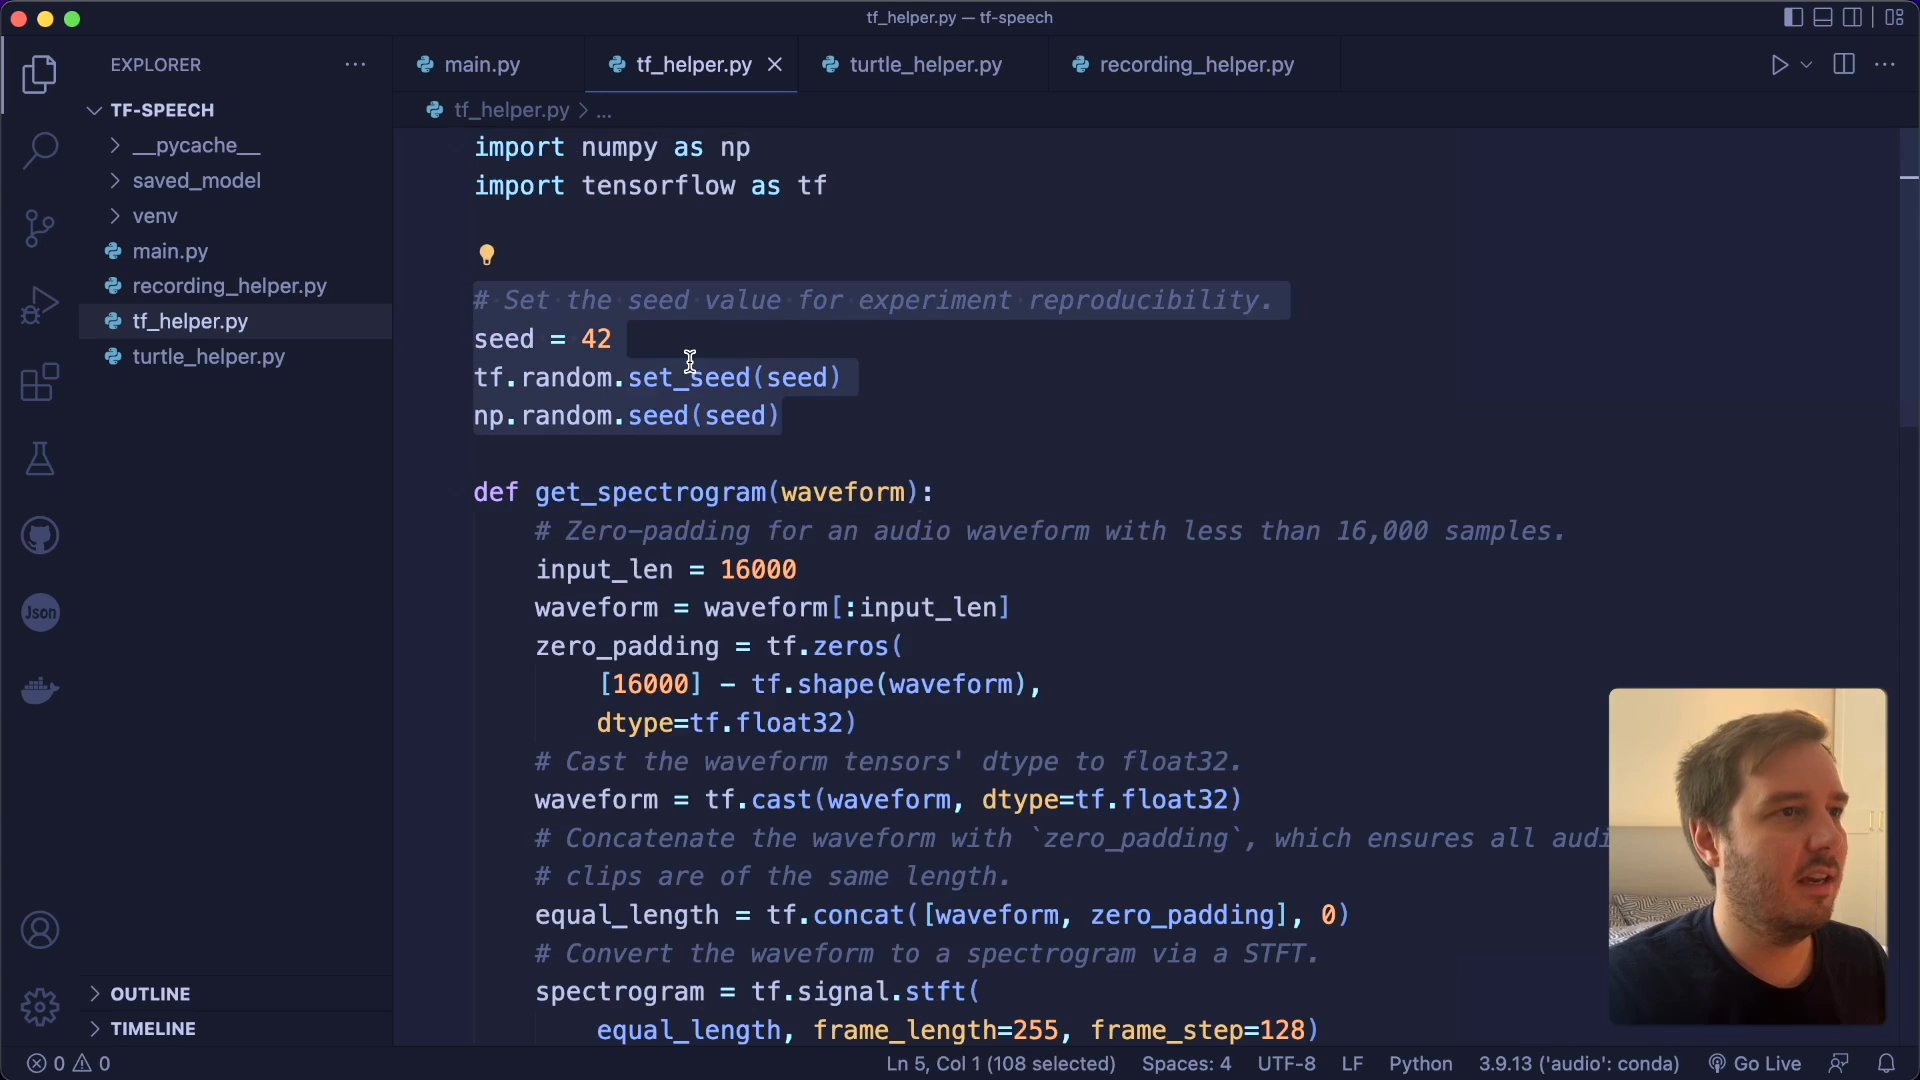 tf_helper.py — tf-speech
EXPLORER
main.py
tf_helper.py
turtle_helper.py
recording_helper.py
TF-SPEECH
tf_helper.py > ...
__pycache__
saved_model
venv
main.py
recording_helper.py
tf_helper.py
turtle_helper.py
import numpy as np
import tensorflow as tf
# Set the seed value for experiment reproducibility.
seed = 42
tf.random.set_seed(seed)
np.random.seed(seed)
def get_spectrogram(waveform):
# Zero-padding for an audio waveform with less than 16,000 samples.
input_len = 16000
waveform = waveform[:input_len]
zero_padding = tf.zeros(
[16000] - tf.shape(waveform),
dtype=tf.float32)
# Cast the waveform tensors' dtype to float32.
waveform = tf.cast(waveform, dtype=tf.float32)
# Concatenate the waveform with `zero_padding`, which ensures all audi
# clips are of the same length.
equal_length = tf.concat([waveform, zero_padding], 0)
# Convert the waveform to a spectrogram via a STFT.
spectrogram = tf.signal.stft(
equal_length, frame_length=255, frame_step=128)
Json
OUTLINE
TIMELINE
0 0
Ln 5, Col 1 (108 selected)
Spaces: 4
UTF-8
LF
Python
3.9.13 ('audio': conda)
Go Live